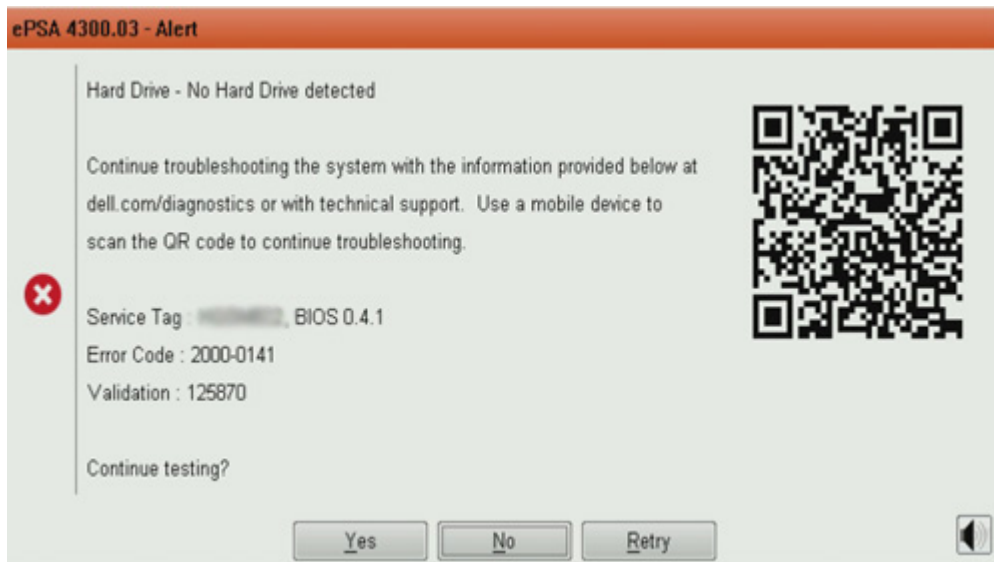 ePSA 4300.03 - Alert
Hard Drive - No Hard Drive detected
Continue troubleshooting the system with the information provided below at
dell.com/diagnostics or with technical support. Use a mobile device to
scan the QR code to continue troubleshooting.
Service Tag : , BIOS 0.4.1
Error Code : 2000-0141
Validation : 125870
Continue testing?
Yes No Retry